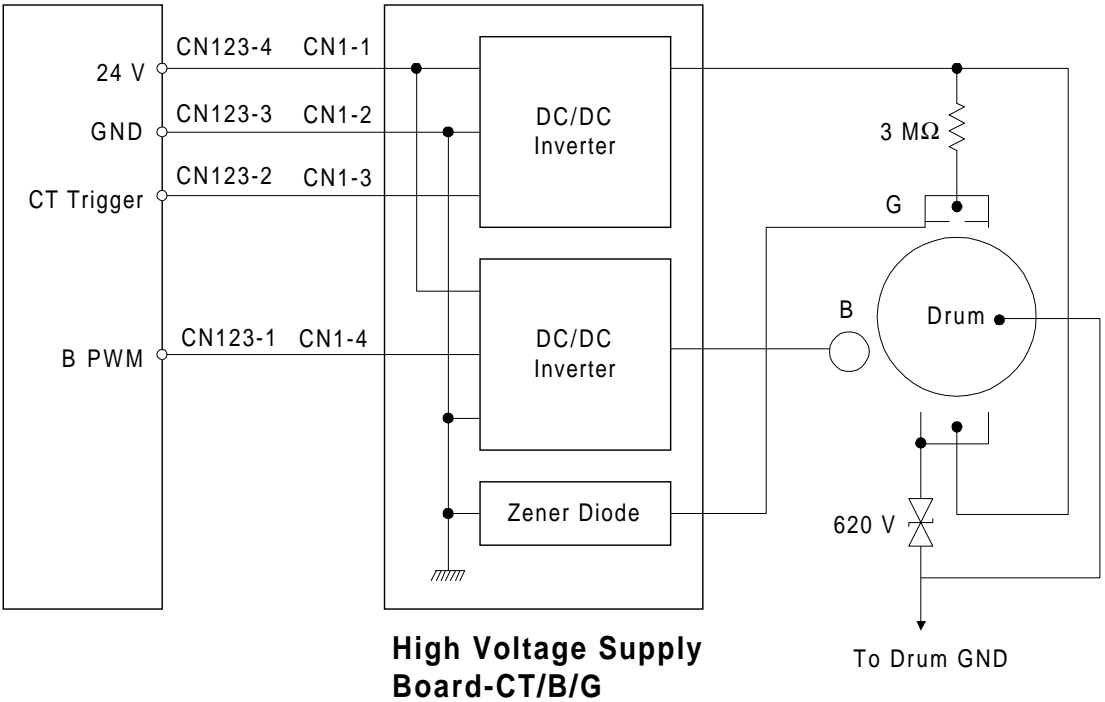 CN123-4 CN1-1
24 V
CN123-3 CN1-2
GND
CN123-2 CN1-3
CT Trigger
CN123-1 CN1-4
B PWM
DC/DC
Inverter
DC/DC
Inverter
Zener Diode
3 MΩ
G
B
Drum
620 V
To Drum GND
High Voltage Supply
Board-CT/B/G